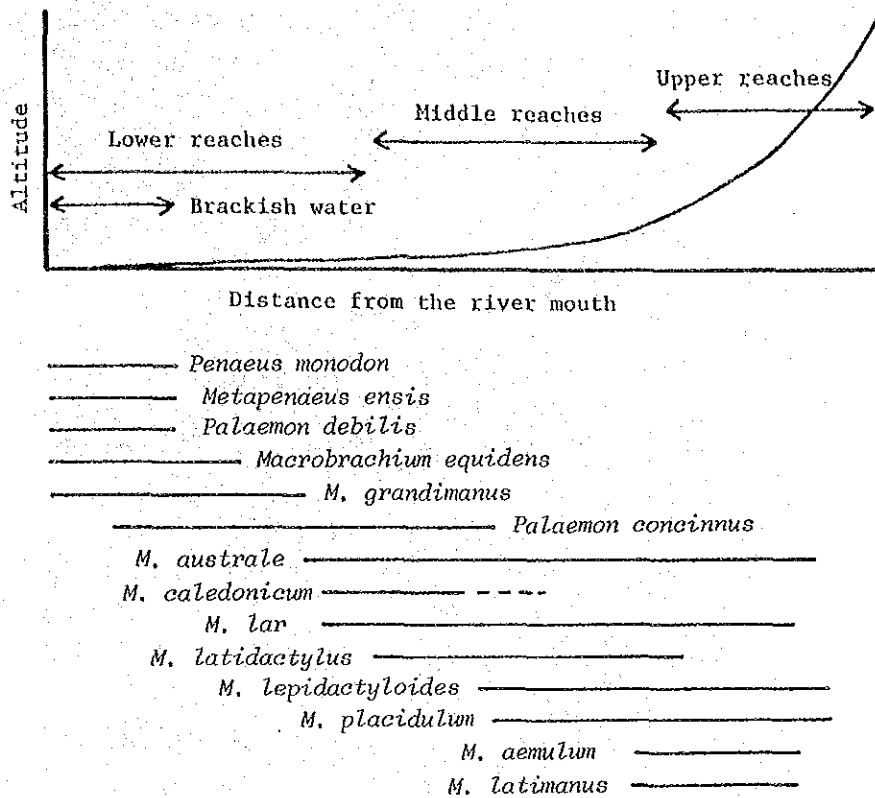 Upper reaches
Middle reaches
Lower reaches
Altitude
Brackish water
Distance from the river mouth
Penaeus monodon
Metapenaeus ensis
Palaemon debilis
Macrobrachium equidens
M. grandimanus
Palaemon concinnus
M. australe
M. caledonicum
M. lar
M. latidactylus
M. lepidactyloides
M. placidulum
M. aemulum
M. latimanus